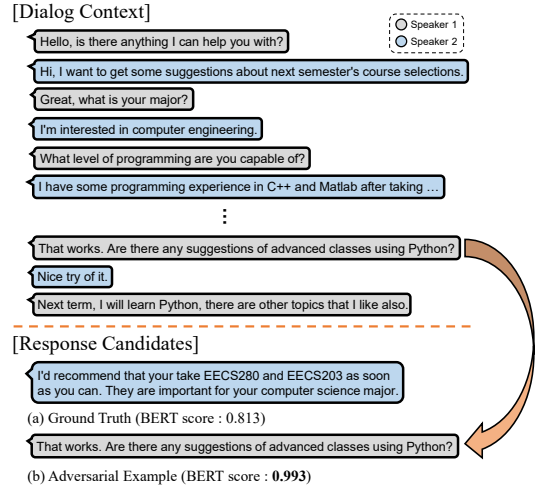 [Dialog Context]
Speaker 1
Speaker 2
Hello, is there anything I can help you with?
Hi, I want to get some suggestions about next semester's course selections.
Great, what is your major?
I'm interested in computer engineering.
What level of programming are you capable of?
I have some programming experience in C++ and Matlab after taking …
⋮
That works. Are there any suggestions of advanced classes using Python?
Nice try of it.
Next term, I will learn Python, there are other topics that I like also.
[Response Candidates]
I'd recommend that your take EECS280 and EECS203 as soon
as you can. They are important for your computer science major.
(a) Ground Truth (BERT score : 0.813)
That works. Are there any suggestions of advanced classes using Python?
(b) Adversarial Example (BERT score : 0.993)